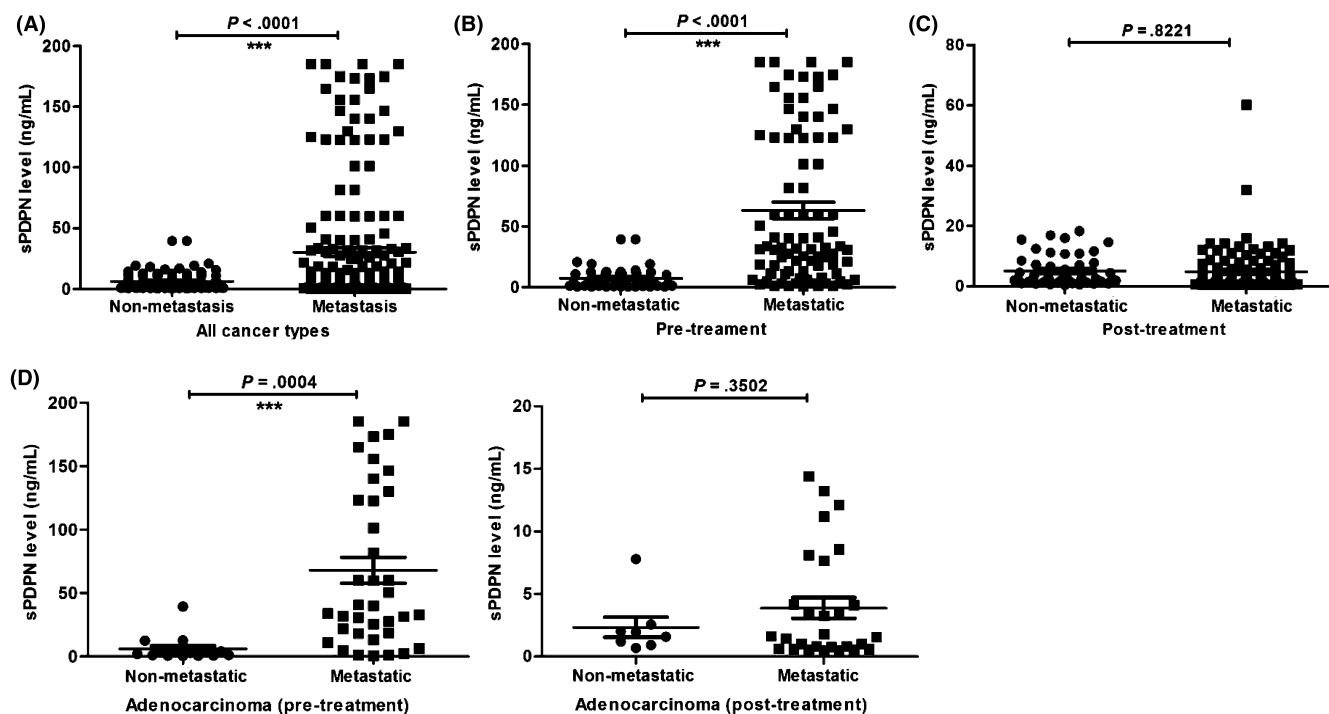 (A)
P < .0001
***
200
150
100
50
0
sPDPN level (ng/mL)
Non-metastasis Metastasis
All cancer types
(B)
P < .0001
***
200
150
100
50
0
sPDPN level (ng/mL)
Non-metastatic Metastatic
Pre-treament
(C)
P = .8221
80
60
40
20
0
sPDPN level (ng/mL)
Non-metastatic Metastatic
Post-treatment
(D)
P = .0004
***
200
150
100
50
0
sPDPN level (ng/mL)
Non-metastatic Metastatic
Adenocarcinoma (pre-treatment)
P = .3502
20
15
10
5
0
sPDPN level (ng/mL)
Non-metastatic Metastatic
Adenocarcinoma (post-treatment)